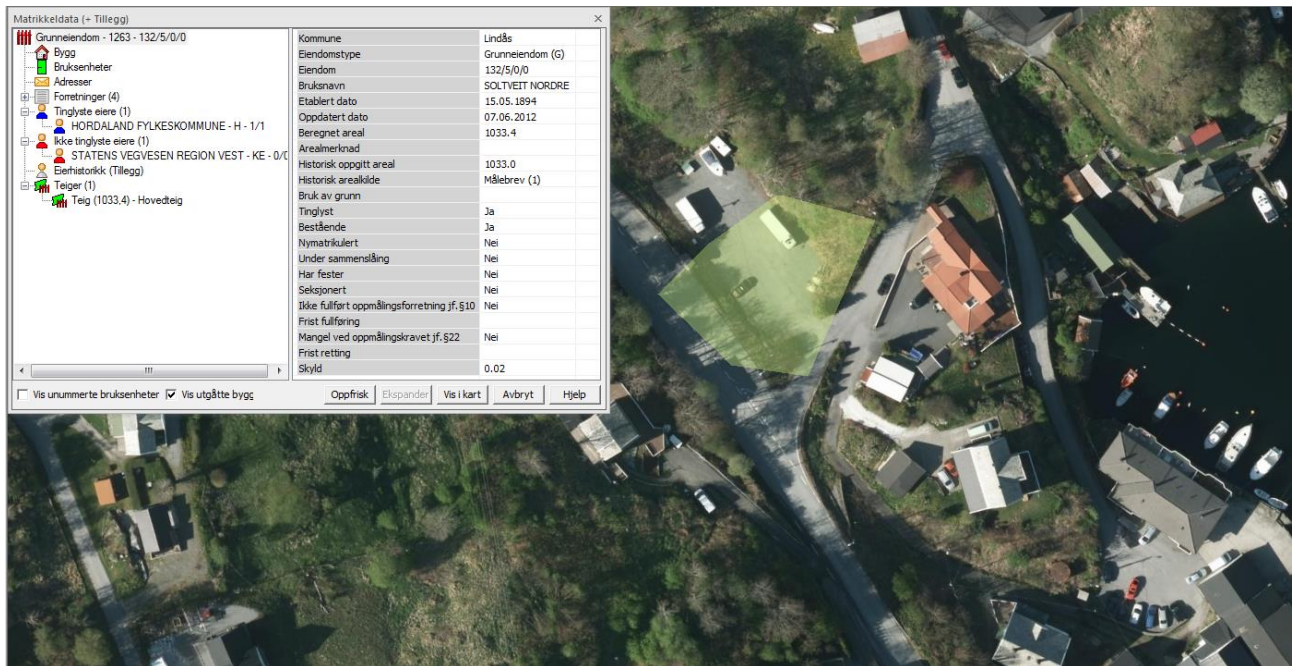 Matrikkeldata (+ Tillegg)
Grunneiendom - 1263 - 132/5/0/0
Bygg
Bruksenheter
Adresser
Forretninger (4)
Tinglyste eiere (1)
HORDALAND FYLKESKOMMUNE - H - 1/1
Ikke tinglyste eiere (1)
STATENS VEGVESEN REGION VEST - KE - 0/0
Eierhistorikk (Tillegg)
Teiger (1)
Teig (1033,4) - Hovedteig
Kommune Lindås
Eiendomstype Grunneiendom (G)
Eiendom 132/5/0/0
Bruksnavn SOLTVEIT NORDRE
Etablert dato 15.05.1894
Oppdatert dato 07.06.2012
Beregnet areal 1033.4
Arealmerknad
Historisk oppgitt areal 1033.0
Historisk arealkilde Målebrev (1)
Bruk av grunn
Tinglyst Ja
Bestående Ja
Nymatrikulert Nei
Under sammenslåing Nei
Har fester Nei
Seksjonert Nei
Ikke fullført oppmålingsforretning jf.§10 Nei
Frist fullføring
Mangel ved oppmålingskravet jf.§22 Nei
Frist retting
Skyld 0.02
Vis unummerte bruksenheter Vis utgåtte bygg Oppfrisk Ekspander Vis i kart Avbryt Hjelp